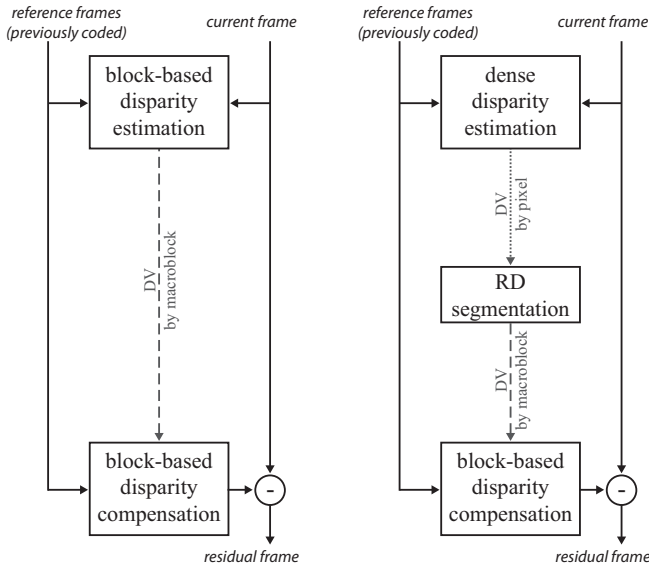 reference frames
(previously coded)
current frame
block-based
disparity
estimation
DV
by macroblock
block-based
disparity
compensation
-
residual frame
reference frames
(previously coded)
current frame
dense
disparity
estimation
DV
by pixel
RD
segmentation
DV
by macroblock
block-based
disparity
compensation
-
residual frame